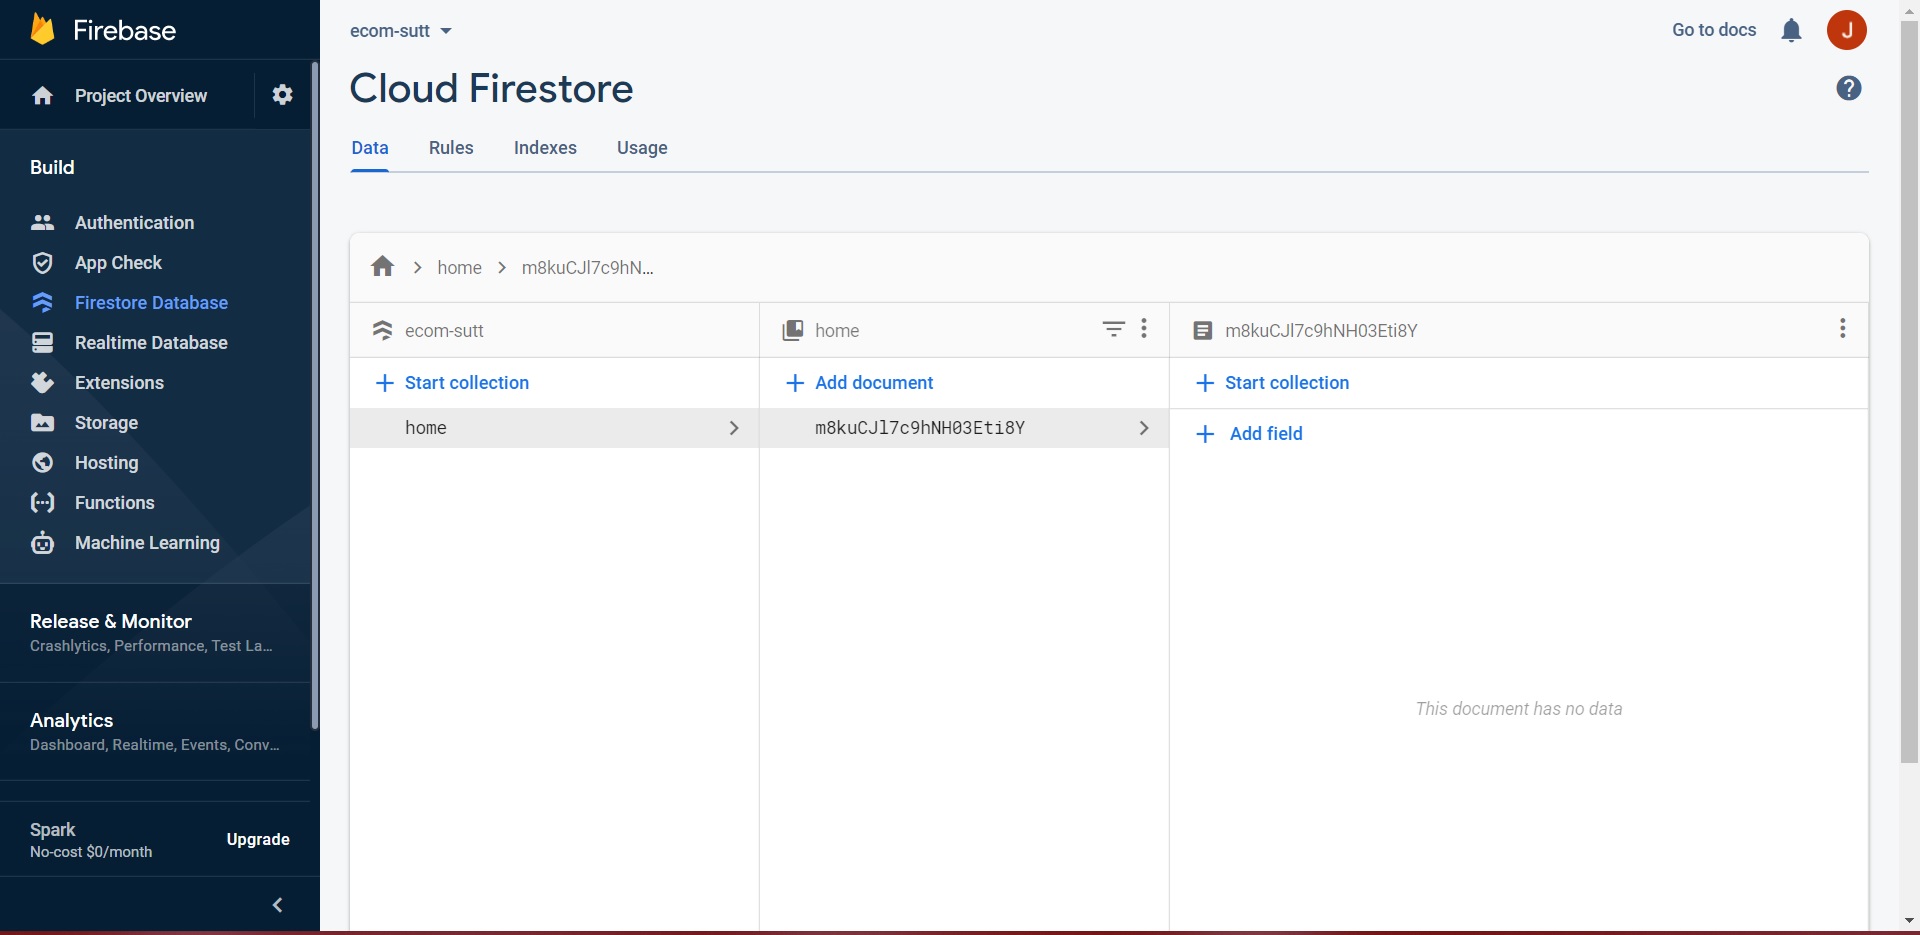 Firebase
Project Overview
Build
Authentication
App Check
Firestore Database
Realtime Database
Extensions
Storage
Hosting
Functions
Machine Learning
Release & Monitor
Crashlytics, Performance, Test La...
Analytics
Dashboard, Realtime, Events, Conv...
Spark
No-cost $0/month
Upgrade
ecom-sutt
Go to docs
J
Cloud Firestore
?
Data Rules Indexes Usage
home m8kuCJl7c9hN...
ecom-sutt
Start collection
home
home
Add document
m8kuCJl7c9hNH03Eti8Y
m8kuCJl7c9hNH03Eti8Y
Start collection
Add field
This document has no data